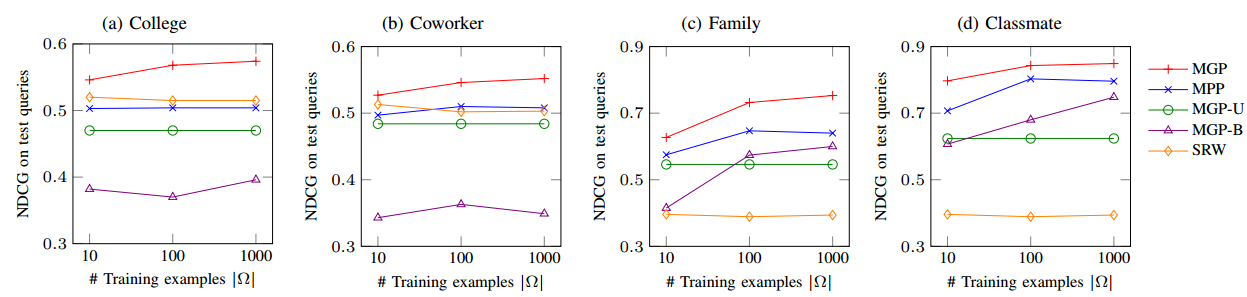 (a) College
0.6
0.5
0.4
0.3
10
100
1000
# Training examples |Ω|
NDCG on test queries
(b) Coworker
0.6
0.5
0.4
0.3
10
100
1000
# Training examples |Ω|
NDCG on test queries
(c) Family
0.9
0.7
0.5
0.3
10
100
1000
# Training examples |Ω|
NDCG on test queries
(d) Classmate
0.9
0.7
0.5
0.3
10
100
1000
# Training examples |Ω|
NDCG on test queries
MGP
MPP
MGP-U
MGP-B
SRW